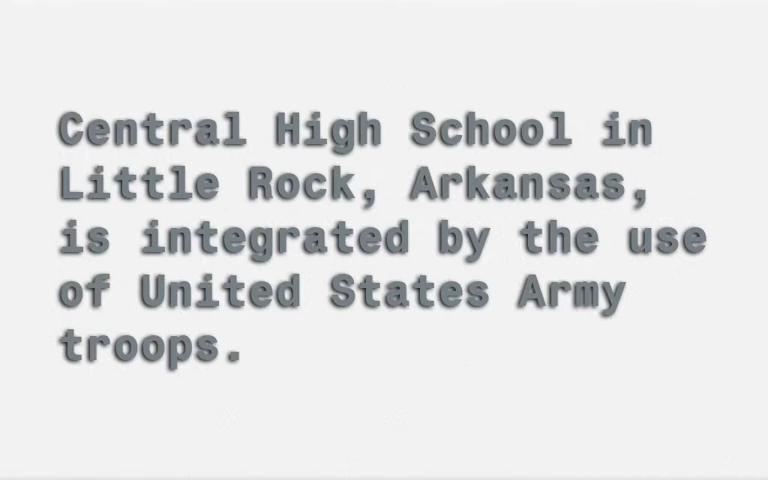 Central High School in
Little Rock, Arkansas,
is integrated by the use
of United States Army
troops.